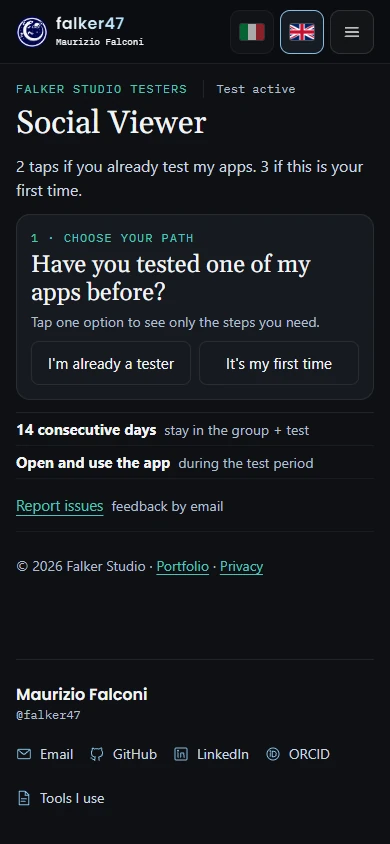 falker47
Maurizio Falconi
FALKER STUDIO TESTERS
Test active
Social Viewer
2 taps if you already test my apps. 3 if this is your
first time.
1 · CHOOSE YOUR PATH
Have you tested one of my
apps before?
Tap one option to see only the steps you need.
I'm already a tester
It's my first time
14 consecutive days stay in the group + test
Open and use the app during the test period
Report issues feedback by email
© 2026 Falker Studio · Portfolio · Privacy
Maurizio Falconi
@falker47
Email GitHub LinkedIn ORCID
Tools I use